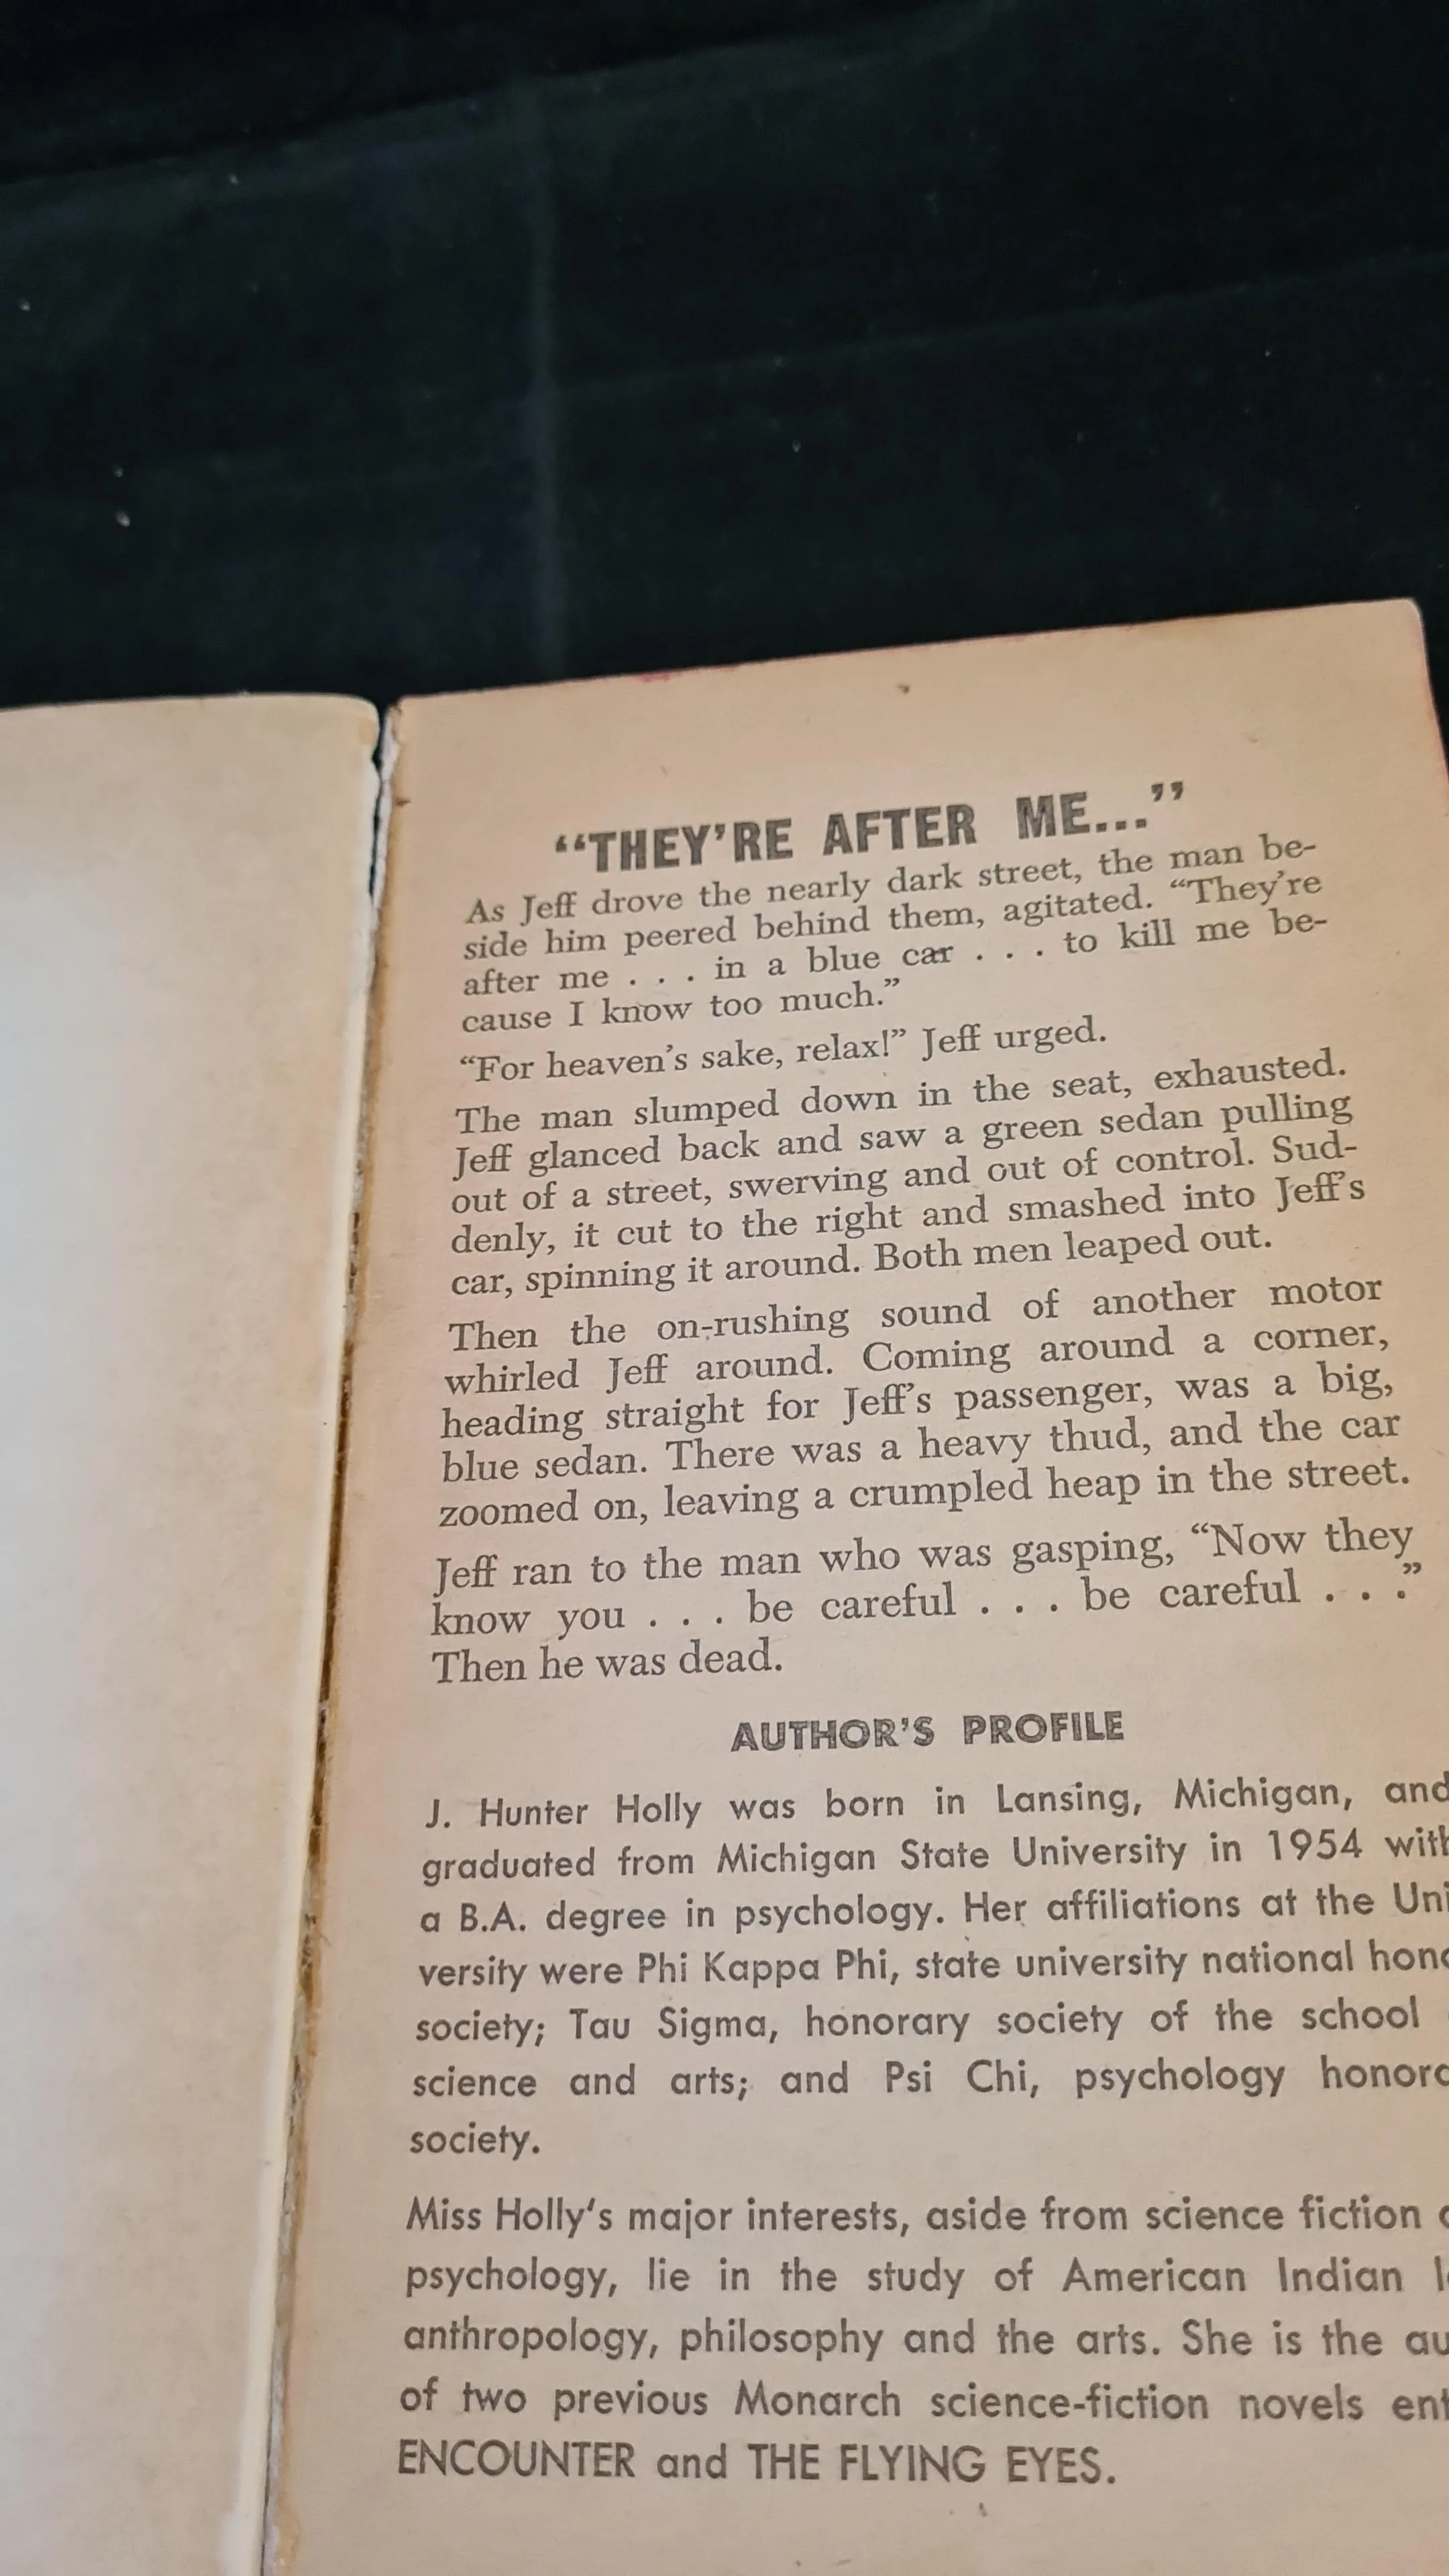 “THEY’RE AFTER ME...”
As Jeff drove the nearly dark street, the man be-
side him peered behind them, agitated. “They’re
after me . . . in a blue car . . . to kill me be-
cause I know too much.”
“For heaven’s sake, relax!” Jeff urged.
The man slumped down in the seat, exhausted.
Jeff glanced back and saw a green sedan pulling
out of a street, swerving and out of control. Sud-
denly, it cut to the right and smashed into Jeff’s
car, spinning it around. Both men leaped out.
Then the on-rushing sound of another motor
whirled Jeff around. Coming around a corner,
heading straight for Jeff’s passenger, was a big,
blue sedan. There was a heavy thud, and the car
zoomed on, leaving a crumpled heap in the street.
Jeff ran to the man who was gasping, “Now they
know you . . . be careful . . . be careful . . .”
Then he was dead.
AUTHOR’S PROFILE
J. Hunter Holly was born in Lansing, Michigan, and
graduated from Michigan State University in 1954 with
a B.A. degree in psychology. Her affiliations at the Uni
versity were Phi Kappa Phi, state university national
society; Tau Sigma, honorary society of the school
science and arts; and Psi Chi, psychology
society.
Miss Holly’s major interests, aside from science fiction
psychology, lie in the study of American Indian
anthropology, philosophy and the arts. She is the
of two previous Monarch science-fiction novels
ENCOUNTER and THE FLYING EYES.